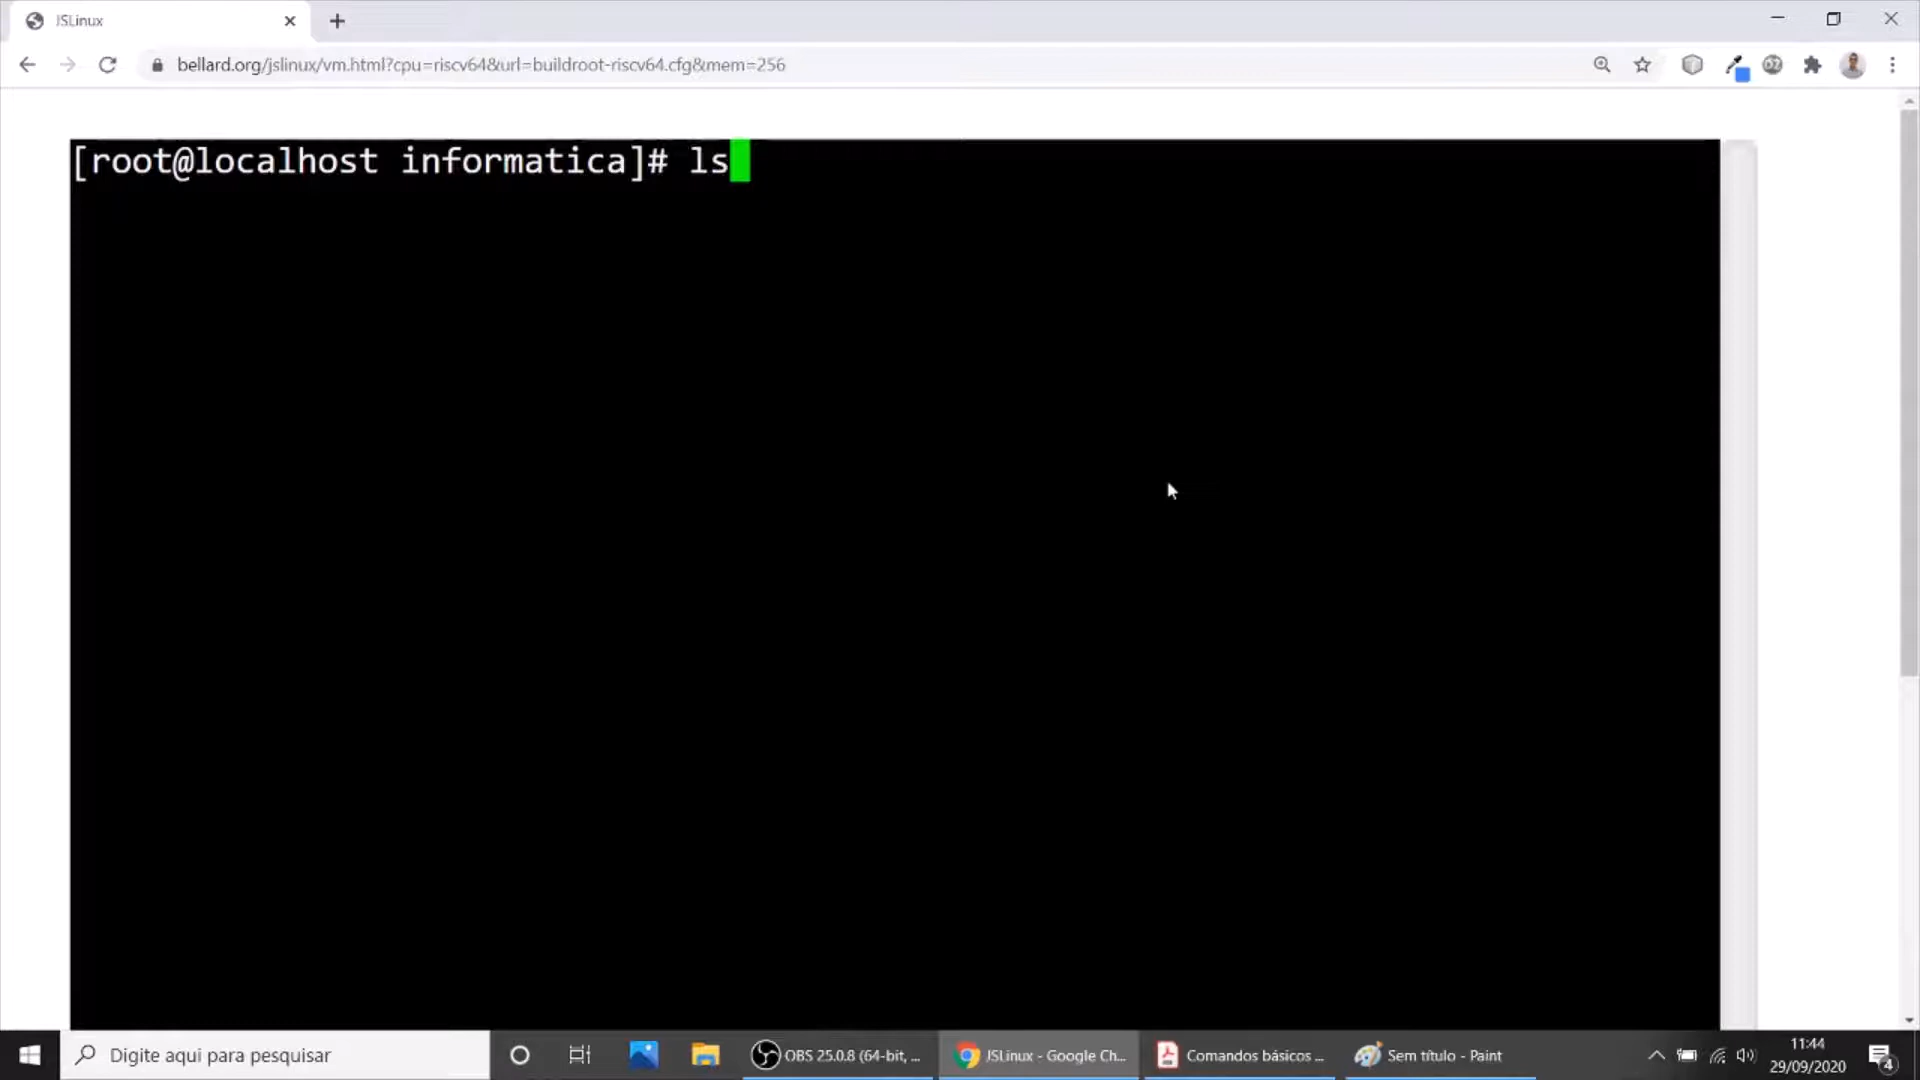 JSLinux
bellard.org/jslinux/vm.html?cpu=riscv64&url=buildroot-riscv64.cfg&mem=256
[root@localhost informatica]# ls
Digite aqui para pesquisar
OBS 25.0.8 (64-bit, ...
JSLinux - Google Ch...
Comandos básicos ...
Sem título - Paint
11:44
29/09/2020
4